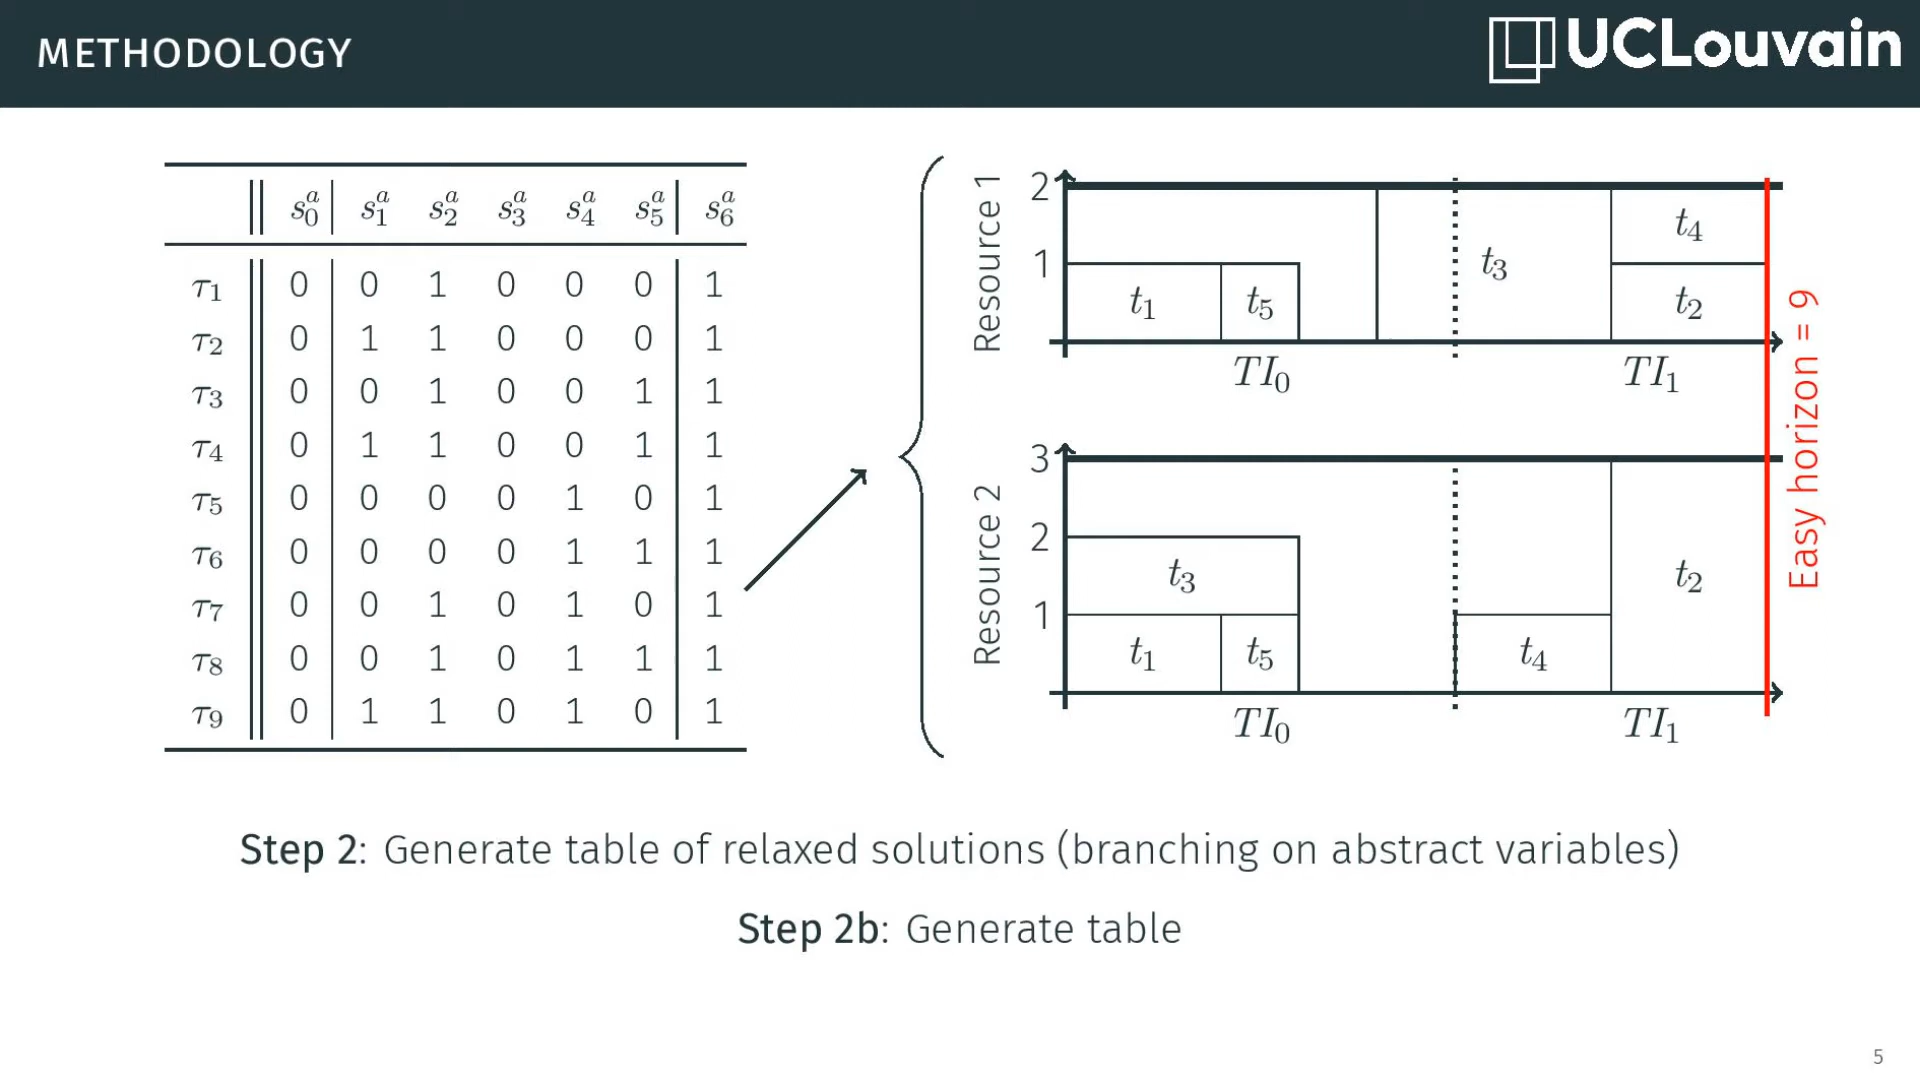 METHODOLOGY
UCLouvain
s₀ᵃ s₁ᵃ s₂ᵃ s₃ᵃ s₄ᵃ s₅ᵃ s₆ᵃ
τ₁ 0 0 1 0 0 0 1
τ₂ 0 1 1 0 0 0 1
τ₃ 0 0 1 0 0 1 1
τ₄ 0 1 1 0 0 1 1
τ₅ 0 0 0 0 1 0 1
τ₆ 0 0 0 0 1 1 1
τ₇ 0 0 1 0 1 0 1
τ₈ 0 0 1 0 1 1 1
τ₉ 0 1 1 0 1 0 1
Resource 1
2
1
t₁ t₅ t₃ t₄
t₂
TI₀ TI₁
Resource 2
3
2
1
t₃ t₂
t₁ t₅ t₄
TI₀ TI₁
Easy horizon = 9
Step 2: Generate table of relaxed solutions (branching on abstract variables)
Step 2b: Generate table
5